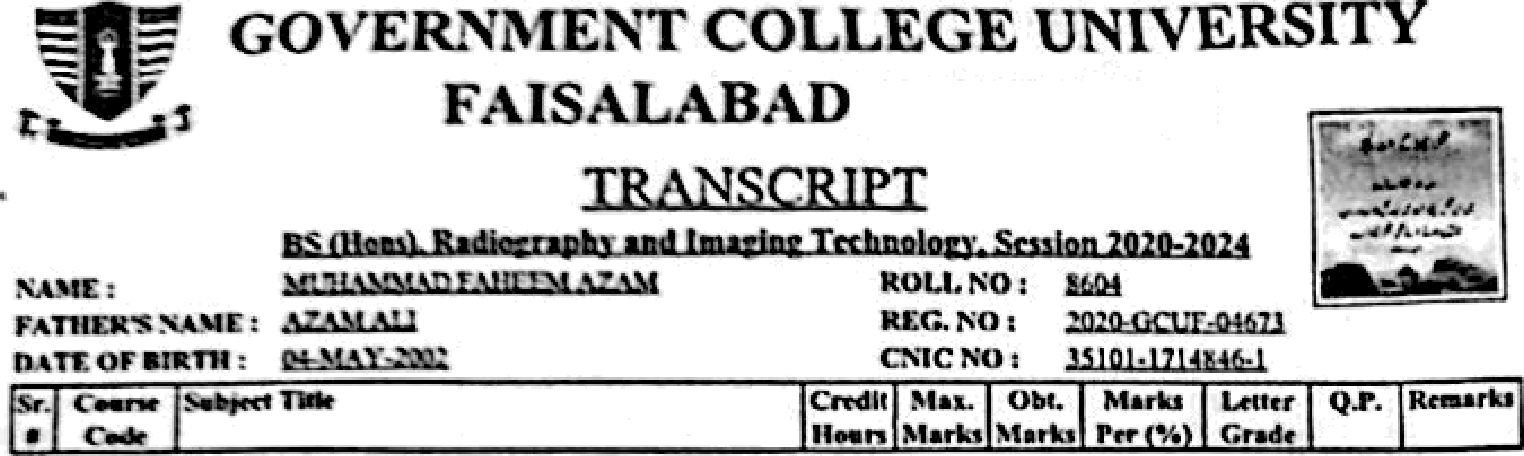 GOVERNMENT COLLEGE UNIVERSITY
FAISALABAD
TRANSCRIPT
BS (Hons). Radiography and Imaging Technology, Session 2020-2024
NAME : MUHAMMAD FAHEEM AZAM ROLL NO : 8604
FATHER'S NAME : AZAM ALI REG. NO : 2020-GCUF-04673
DATE OF BIRTH : 04-MAY-2002 CNIC NO : 35101-1714846-1
Sr. # Course Code Subject Title Credit Hours Max. Marks Obt. Marks Marks Per (%) Letter Grade Q.P. Remarks